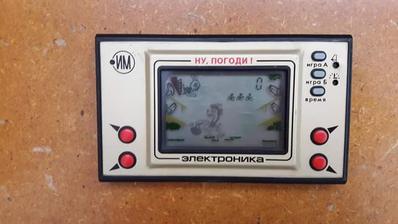 ИМ
НУ, ПОГОДИ!
игра А
игра Б
время
электроника